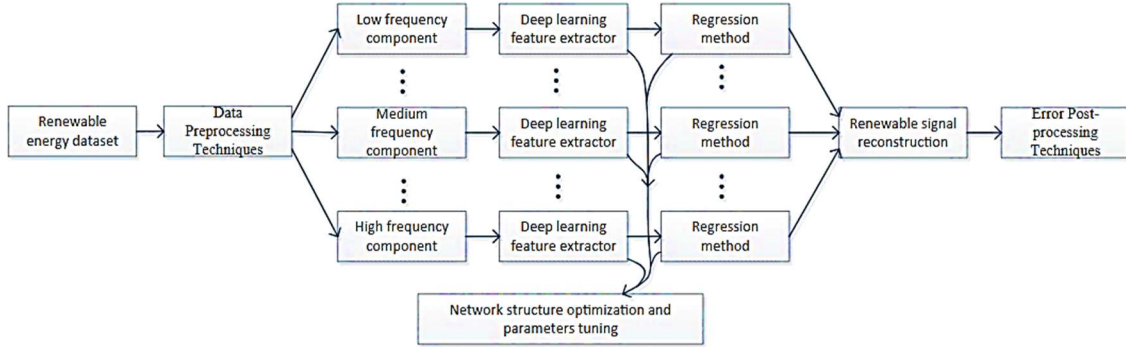 Renewable
energy dataset
Data
Preprocessing
Techniques
Low frequency
component
Deep learning
feature extractor
Regression
method
Medium
frequency
component
Deep learning
feature extractor
Regression
method
High frequency
component
Deep learning
feature extractor
Regression
method
Renewable signal
reconstruction
Error Post-
processing
Techniques
Network structure optimization and
parameters tuning